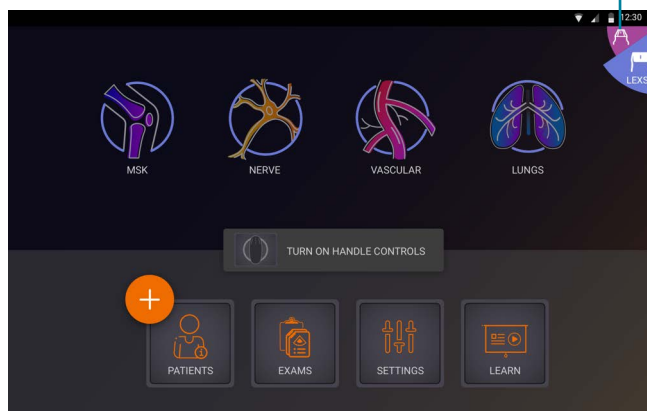 12:30
LEXS
MSK
NERVE
VASCULAR
LUNGS
TURN ON HANDLE CONTROLS
PATIENTS
EXAMS
SETTINGS
LEARN